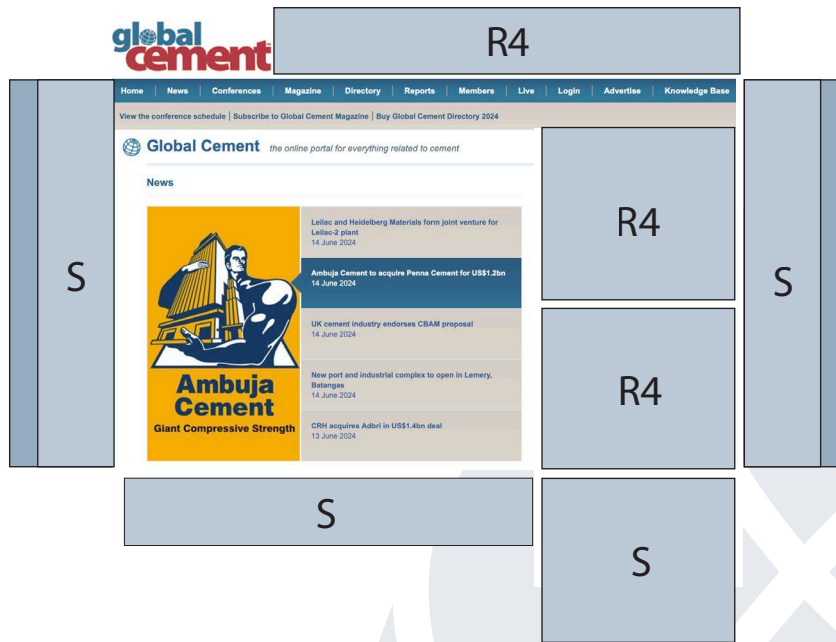 global
cement
R4
Home News Conferences Magazine Directory Reports Members Live Login Advertise Knowledge Base
View the conference schedule | Subscribe to Global Cement Magazine | Buy Global Cement Directory 2024
Global Cement the online portal for everything related to cement
News
Leilac and Heidelberg Materials form joint venture for
Leilac-2 plant
14 June 2024
Ambuja Cement to acquire Penna Cement for US$1.2bn
14 June 2024
UK cement industry endorses CBAM proposal
14 June 2024
New port and industrial complex to open in Lemery,
Batangas
14 June 2024
CRH acquires Adbri in US$1.4bn deal
13 June 2024
Ambuja
Cement
Giant Compressive Strength
R4
R4
S
S
S
S